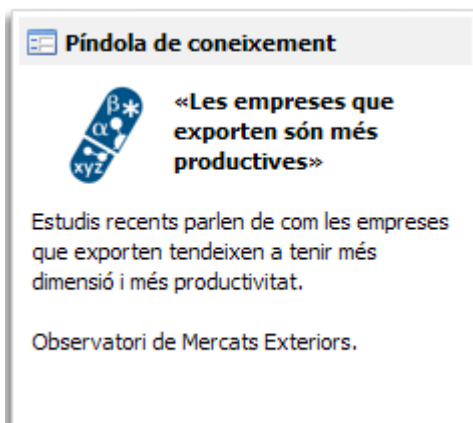 Píndola de coneixement
β*
α
xyz
«Les empreses que
exporten són més
productives»
Estudis recents parlen de com les empreses
que exporten tendeixen a tenir més
dimensió i més productivitat.
Observatori de Mercats Exteriors.